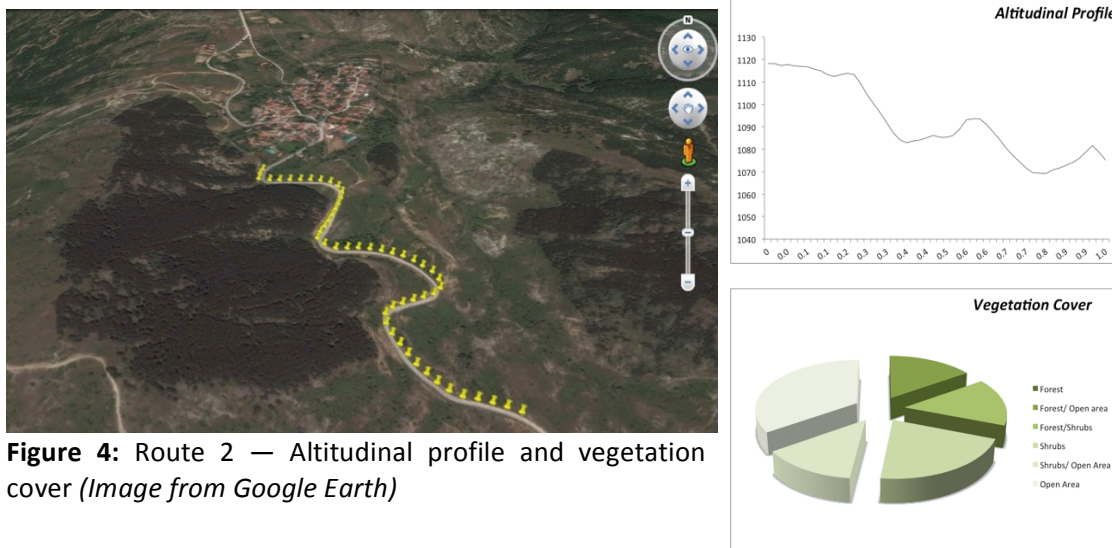 N
Figure 4: Route 2 — Altitudinal profile and vegetation
cover (Image from Google Earth)
Altitudinal Profile
1130
1120
1110
1100
1090
1080
1070
1060
1050
1040
0 0.0 0.1 0.1 0.2 0.3 0.3 0.4 0.4 0.5 0.6 0.6 0.7 0.7 0.8 0.9 0.9 1.0
Vegetation Cover
Forest
Forest/ Open area
Forest/Shrubs
Shrubs
Shrubs/ Open Area
Open Area